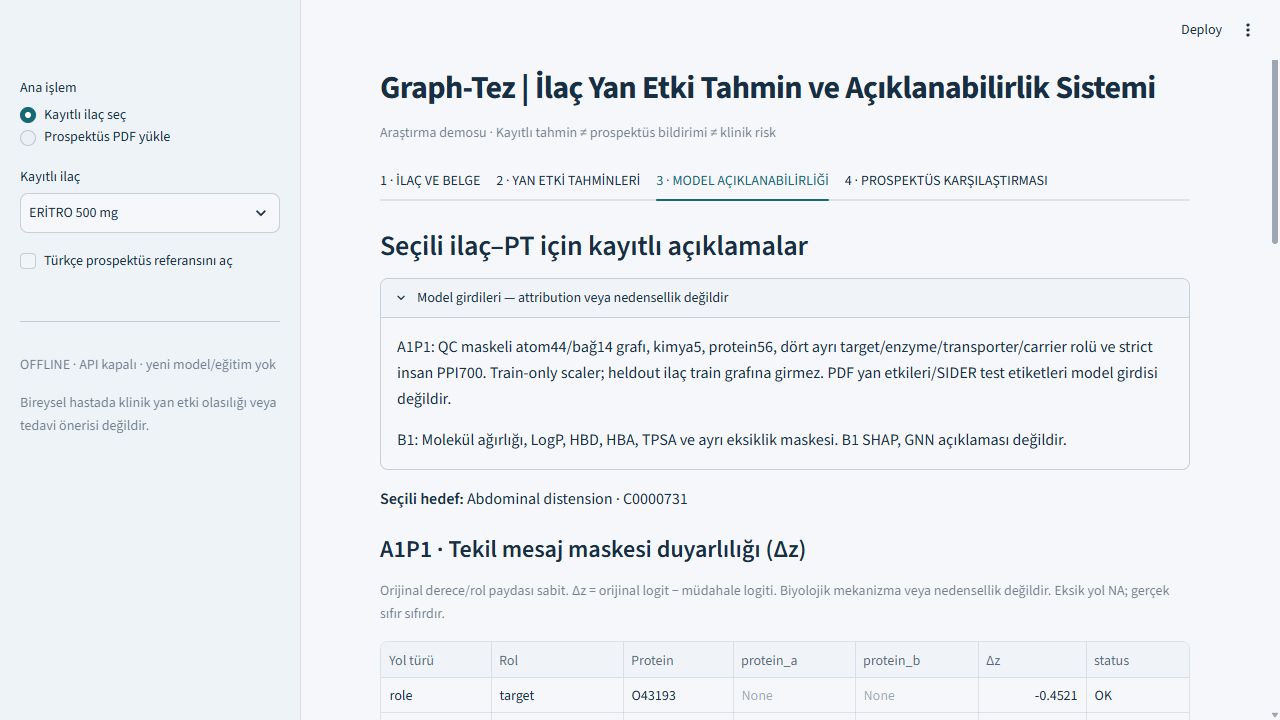 Deploy
Ana işlem
Kayıtlı ilaç seç
Prospektüs PDF yükle
Kayıtlı ilaç
ERİTRO 500 mg
Türkçe prospektüs referansını aç
OFFLINE · API kapalı · yeni model/eğitim yok
Bireysel hastada klinik yan etki olasılığı veya
tedavi önerisi değildir.
Graph-Tez | İlaç Yan Etki Tahmin ve Açıklanabilirlik Sistemi
Araştırma demosu · Kayıtlı tahmin ≠ prospektüs bildirimi ≠ klinik risk
1 · İLAÇ VE BELGE 2 · YAN ETKİ TAHMİNLERİ 3 · MODEL AÇIKLANABİLİRLİĞİ 4 · PROSPEKTÜS KARŞILAŞTIRMASI
Seçili ilaç–PT için kayıtlı açıklamalar
Model girdileri — attribution veya nedensellik değildir
A1P1: QC maskeli atom44/bağ14 grafı, kimya5, protein56, dört ayrı target/enzyme/transporter/carrier rolü ve strict
insan PPI700. Train-only scaler; heldout ilaç train grafına girmez. PDF yan etkileri/SIDER test etiketleri model girdisi
değildir.
B1: Molekül ağırlığı, LogP, HBD, HBA, TPSA ve ayrı eksiklik maskesi. B1 SHAP, GNN açıklaması değildir.
Seçili hedef: Abdominal distension · C0000731
A1P1 · Tekil mesaj maskesi duyarlılığı (Δz)
Orijinal derece/rol paydası sabit. Δz = orijinal logit − müdahale logiti. Biyolojik mekanizma veya nedensellik değildir. Eksik yol NA; gerçek
sıfır sıfırdır.
Yol türü Rol Protein protein_a protein_b Δz status
role target O43193 None None -0.4521 OK